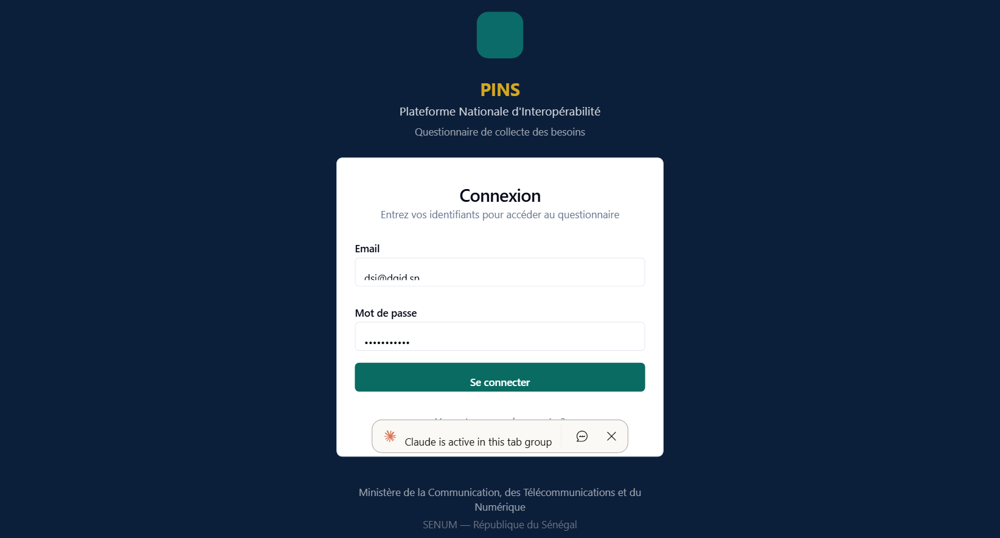 PINS
Plateforme Nationale d'Interopérabilité
Questionnaire de collecte des besoins
Connexion
Entrez vos identifiants pour accéder au questionnaire
Email
dsi@dgid.sn
Mot de passe
•••••••••••
Se connecter
Claude is active in this tab group
Ministère de la Communication, des Télécommunications et du
Numérique
SENUM — République du Sénégal